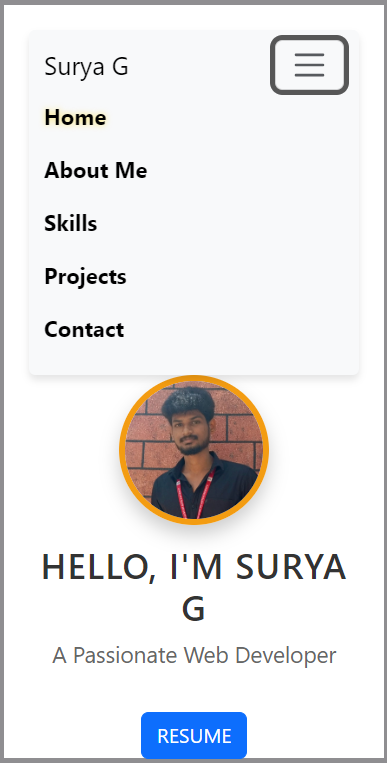 Surya G
Home
About Me
Skills
Projects
Contact
HELLO, I'M SURYA
G
A Passionate Web Developer
RESUME